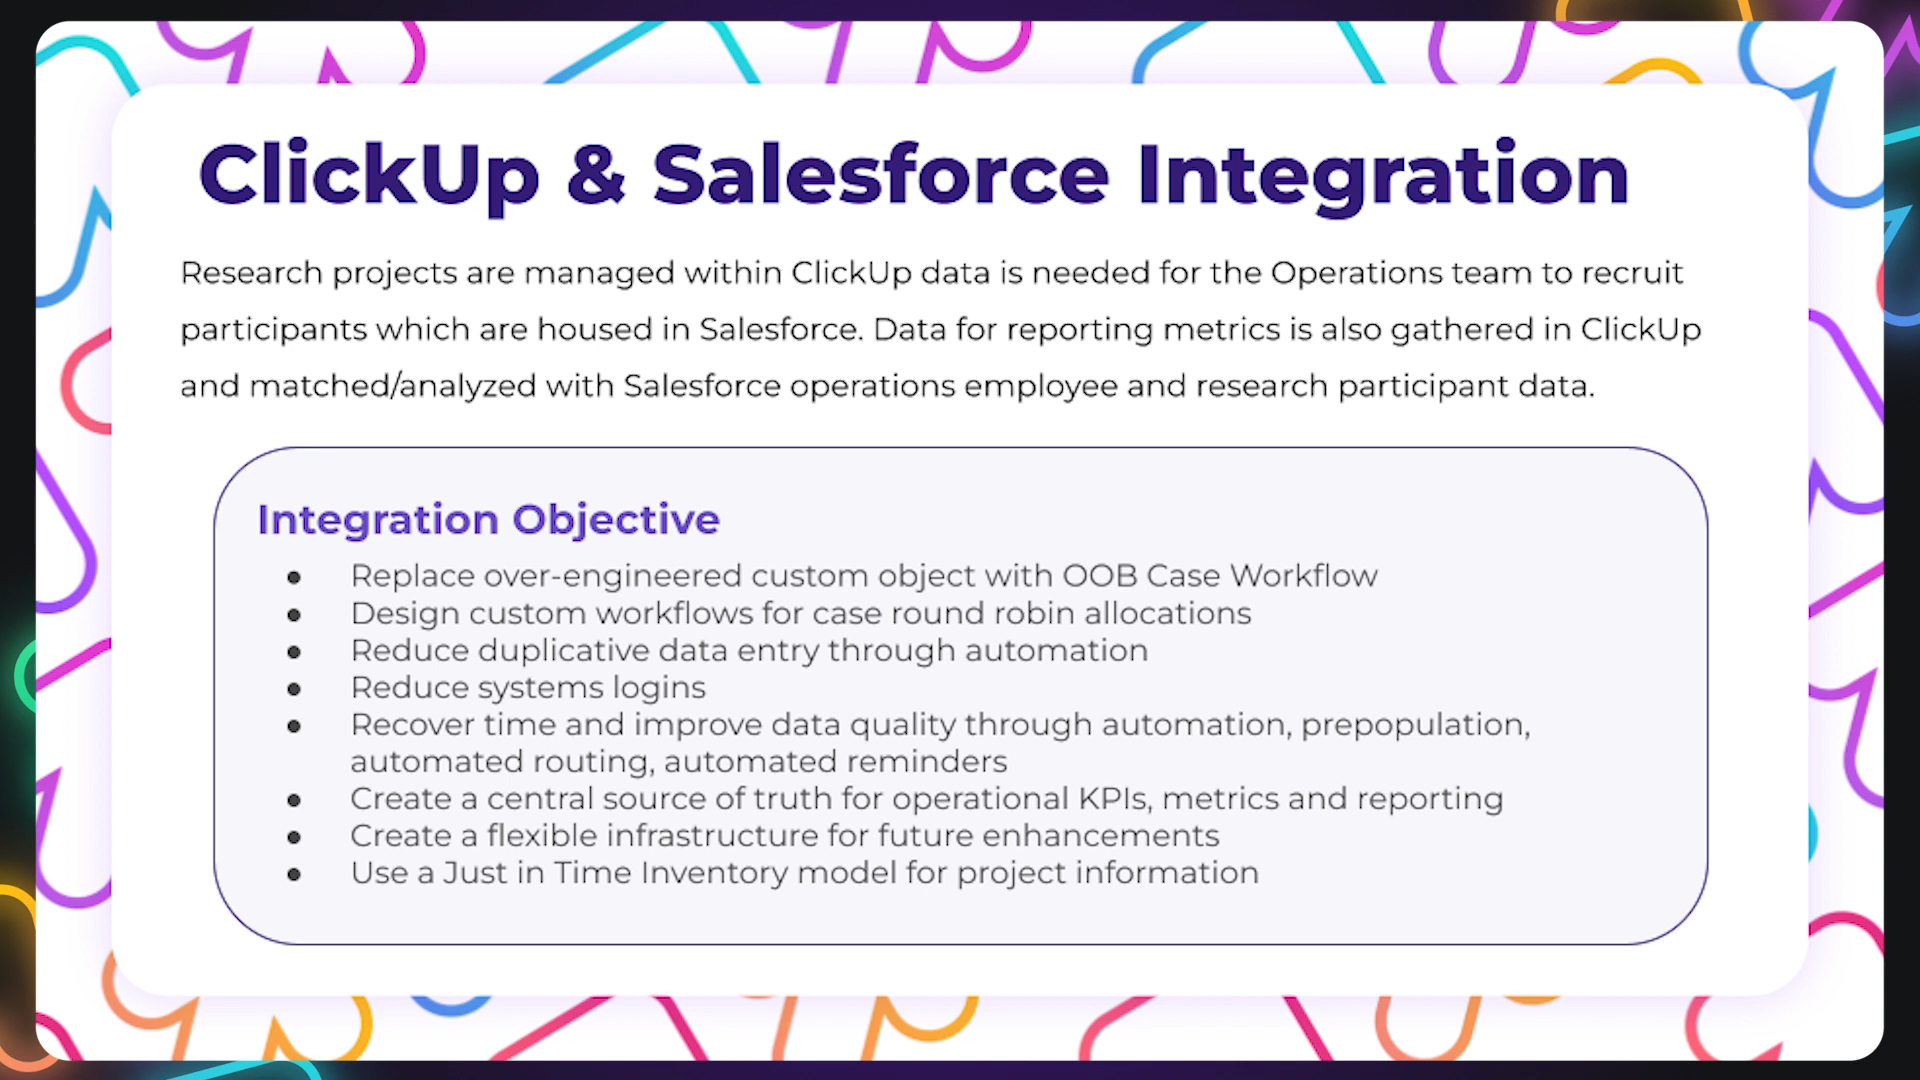 ClickUp & Salesforce Integration
Research projects are managed within ClickUp data is needed for the Operations team to recruit
participants which are housed in Salesforce. Data for reporting metrics is also gathered in ClickUp
and matched/analyzed with Salesforce operations employee and research participant data.
Integration Objective
● Replace over-engineered custom object with OOB Case Workflow
● Design custom workflows for case round robin allocations
● Reduce duplicative data entry through automation
● Reduce systems logins
● Recover time and improve data quality through automation, prepopulation,
automated routing, automated reminders
● Create a central source of truth for operational KPIs, metrics and reporting
● Create a flexible infrastructure for future enhancements
● Use a Just in Time Inventory model for project information